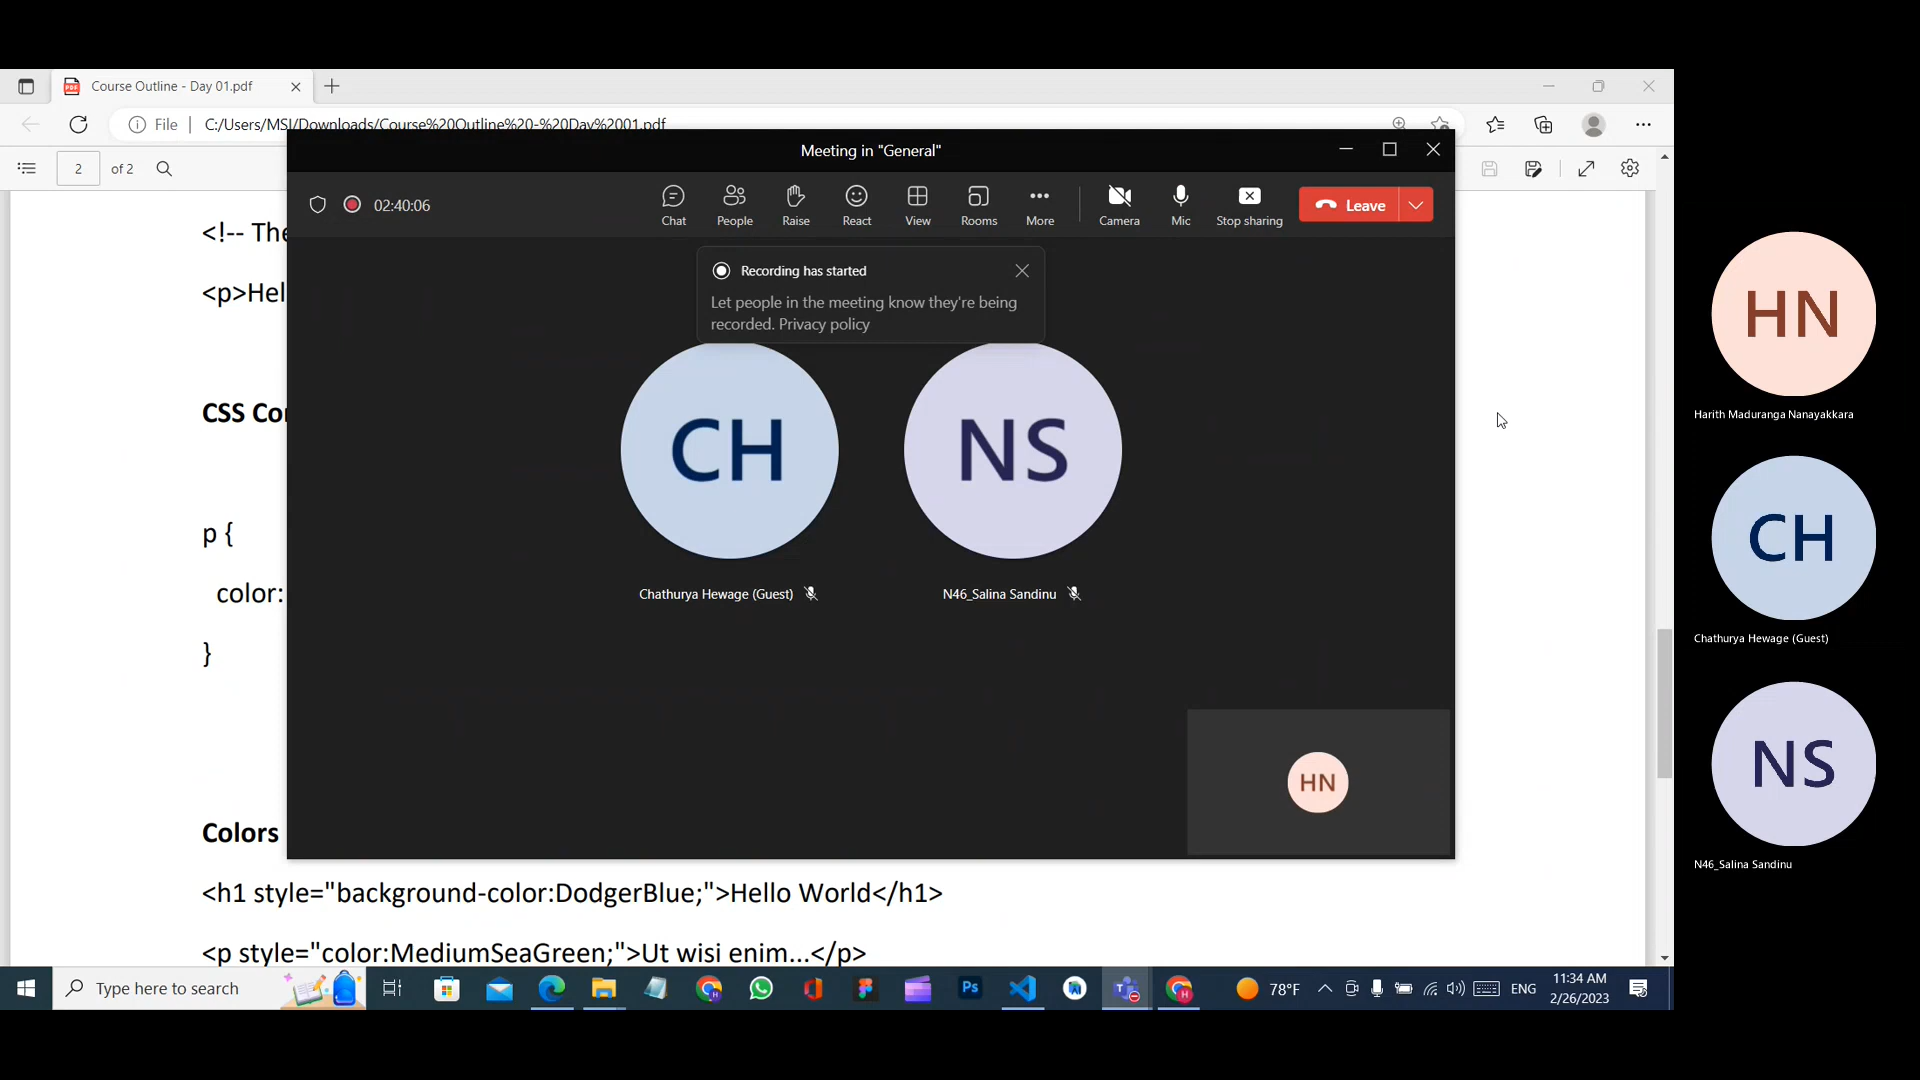 Course Outline - Day 01.pdf
File
C:/Users/MSI/Downloads/Course%20Outline%20-%20Day%2001.pdf
2 of 2
Meeting in "General"
02:40:06
Chat
People
Raise
React
View
Rooms
More
Camera
Mic
Stop sharing
Leave
Recording has started
Let people in the meeting know they're being
recorded. Privacy policy
<!-- The
<p>Hel
CSS Co
p {
color:
}
CH
NS
Chathurya Hewage (Guest)
N46_Salina Sandinu
HN
Colors
<h1 style="background-color:DodgerBlue;">Hello World</h1>
<p style="color:MediumSeaGreen;">Ut wisi enim...</p>
HN
Harith Maduranga Nanayakkara
CH
Chathurya Hewage (Guest)
NS
N46_Salina Sandinu
Type here to search
Ps
78°F
ENG
11:34 AM
2/26/2023